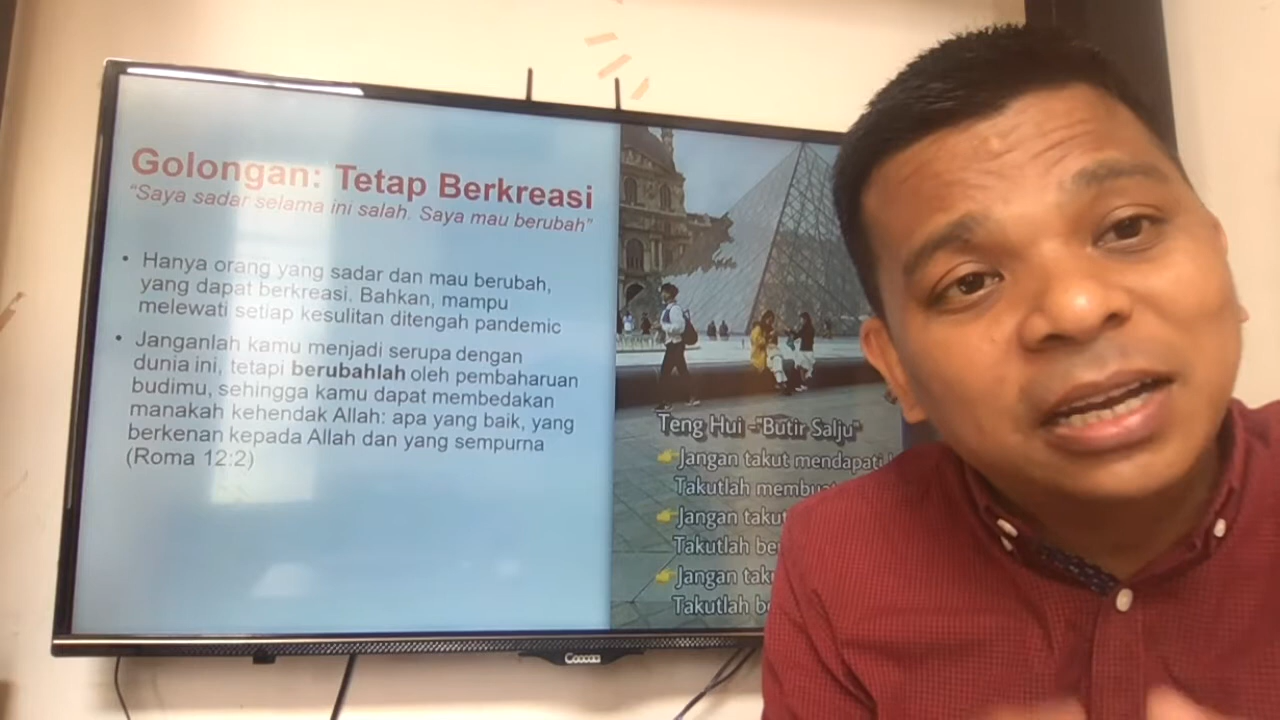 Golongan: Tetap Berkreasi
"Saya sadar selama ini salah. Saya mau berubah"
• Hanya orang yang sadar dan mau berubah,
yang dapat berkreasi. Bahkan, mampu
melewati setiap kesulitan ditengah pandemic
• Janganlah kamu menjadi serupa dengan
dunia ini, tetapi berubahlah oleh pembaharuan
budimu, sehingga kamu dapat membedakan
manakah kehendak Allah: apa yang baik, yang
berkenan kepada Allah dan yang sempurna
(Roma 12:2)
Teng Hui -"Butir Salju"
Jangan takut mendapati
Takutlah
Jangan
Takutlah
Jangan
Takutlah
Coocaa